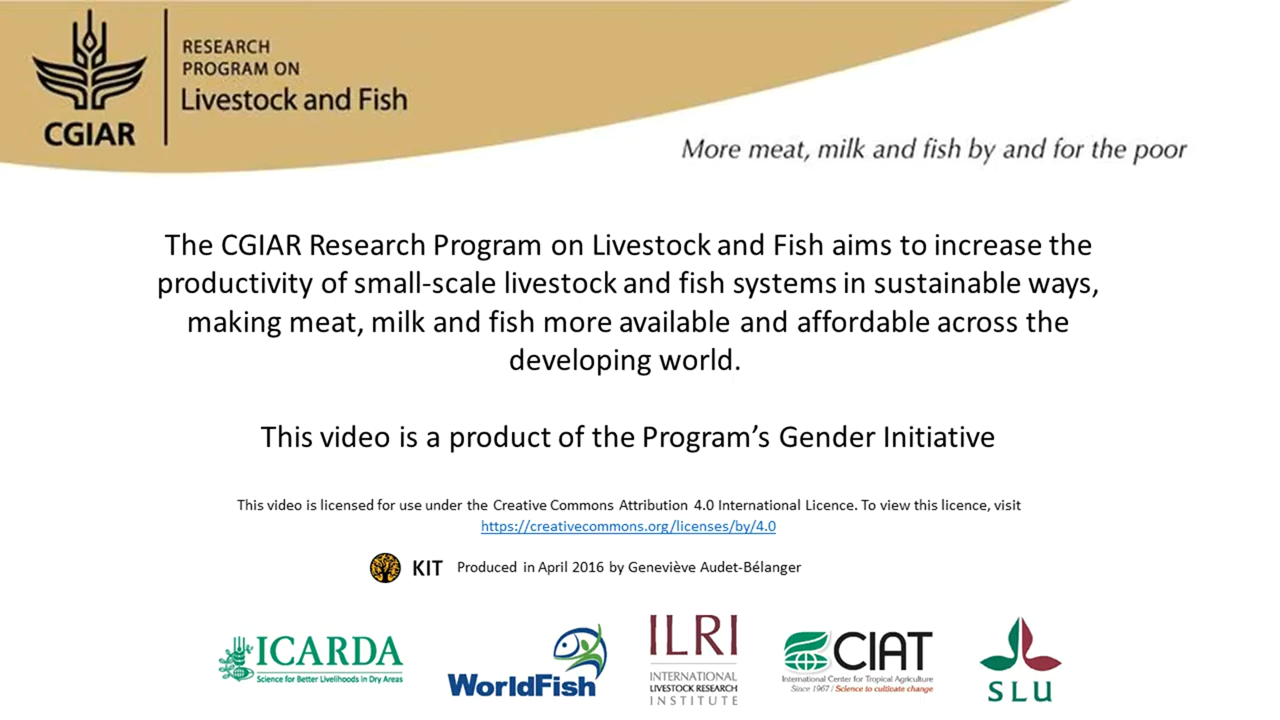 RESEARCH
PROGRAM ON
Livestock and Fish
CGIAR
More meat, milk and fish by and for the poor
The CGIAR Research Program on Livestock and Fish aims to increase the
productivity of small-scale livestock and fish systems in sustainable ways,
making meat, milk and fish more available and affordable across the
developing world.
This video is a product of the Program’s Gender Initiative
This video is licensed for use under the Creative Commons Attribution 4.0 International Licence. To view this licence, visit
https://creativecommons.org/licenses/by/4.0
KIT Produced in April 2016 by Geneviève Audet-Bélanger
ICARDA
Science for Better Livelihoods in Dry Areas
WorldFish
ILRI
INTERNATIONAL
LIVESTOCK RESEARCH
INSTITUTE
CIAT
International Center for Tropical Agriculture
Since 1967 / Science to cultivate change
SLU